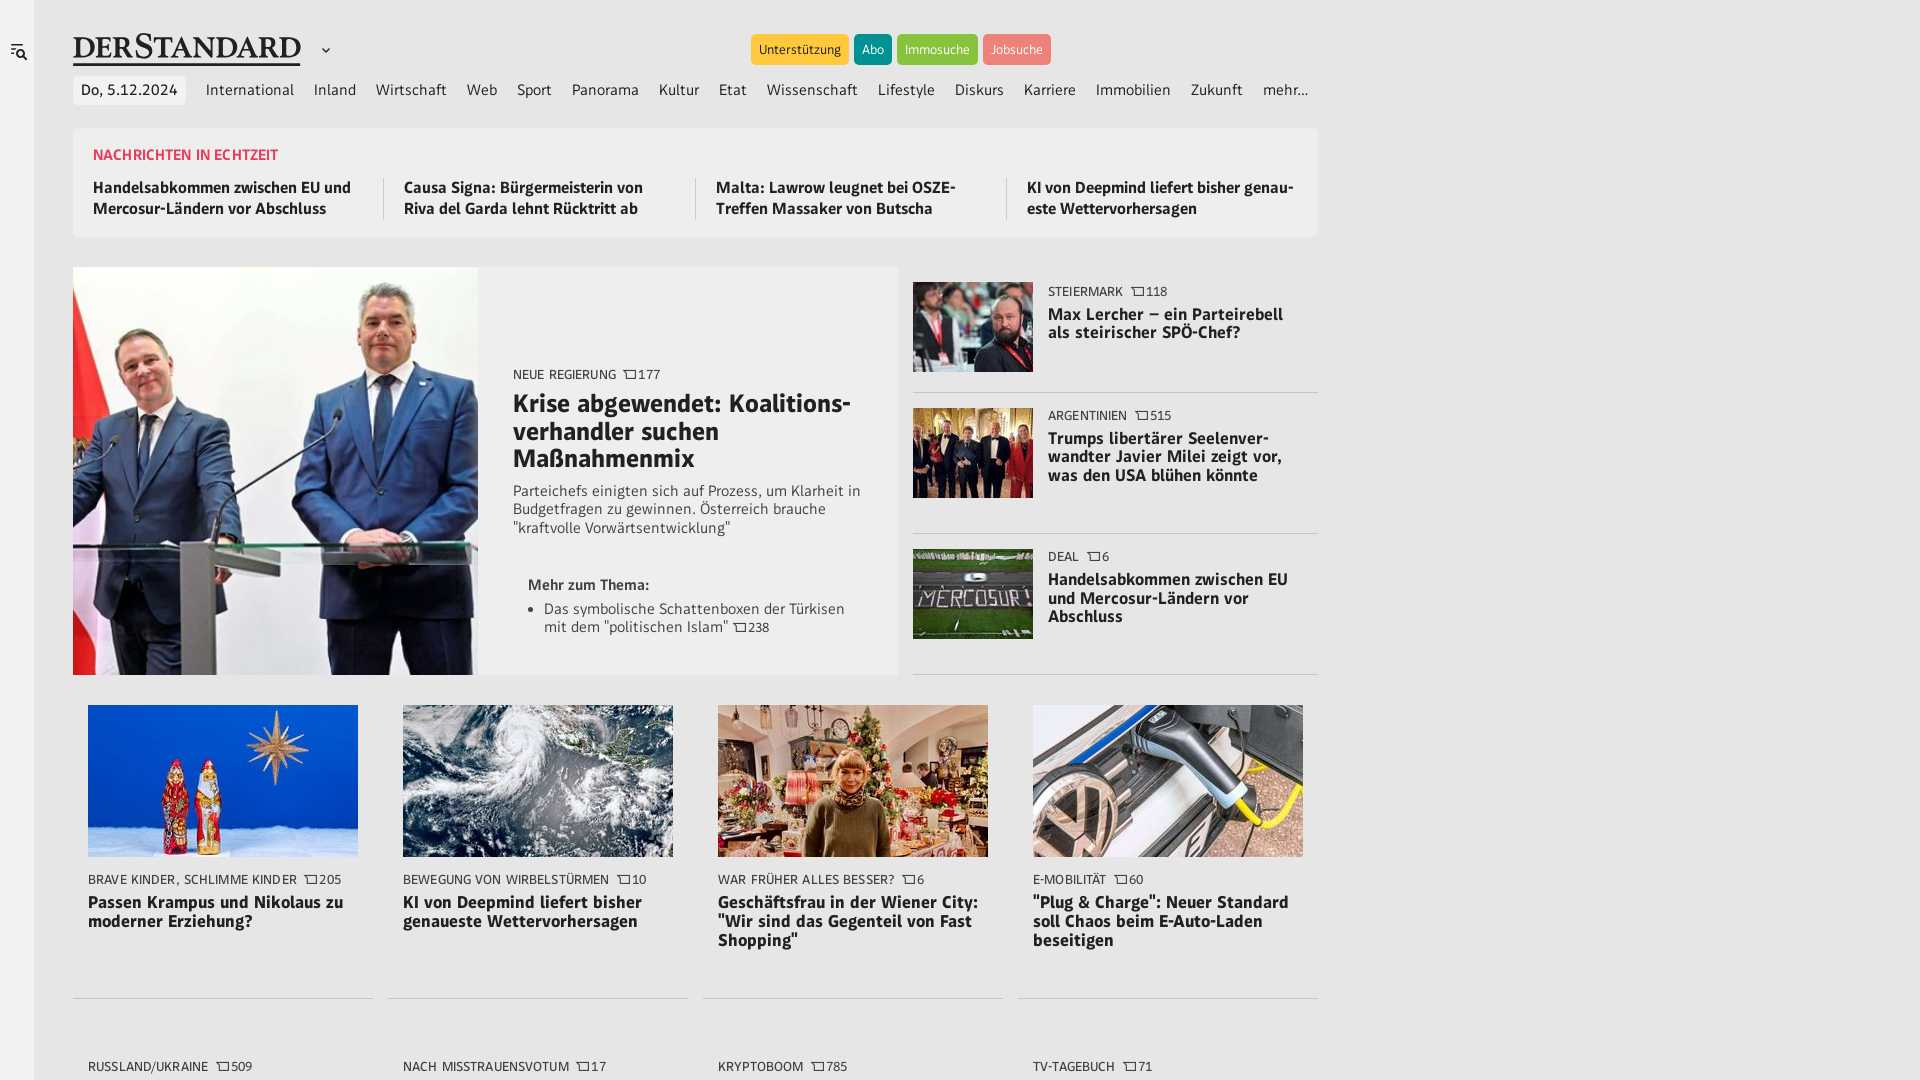 DERSTANDARD
Unterstützung
Abo
Immosuche
Jobsuche
Do, 5.12.2024
International
Inland
Wirtschaft
Web
Sport
Panorama
Kultur
Etat
Wissenschaft
Lifestyle
Diskurs
Karriere
Immobilien
Zukunft
mehr...
NACHRICHTEN IN ECHTZEIT
Handelsabkommen zwischen EU und
Mercosur-Ländern vor Abschluss
Causa Signa: Bürgermeisterin von
Riva del Garda lehnt Rücktritt ab
Malta: Lawrow leugnet bei OSZE-
Treffen Massaker von Butscha
KI von Deepmind liefert bisher genau-
este Wettervorhersagen
NEUE REGIERUNG 177
Krise abgewendet: Koalitions-
verhandler suchen
Maßnahmenmix
Parteichefs einigten sich auf Prozess, um Klarheit in
Budgetfragen zu gewinnen. Österreich brauche
"kraftvolle Vorwärtsentwicklung"
Mehr zum Thema:
Das symbolische Schattenboxen der Türkisen
mit dem "politischen Islam" 238
STEIERMARK 118
Max Lercher – ein Parteirebell
als steirischer SPÖ-Chef?
ARGENTINIEN 515
Trumps libertärer Seelenver-
wandter Javier Milei zeigt vor,
was den USA blühen könnte
MERCOSUR!
DEAL 6
Handelsabkommen zwischen EU
und Mercosur-Ländern vor
Abschluss
BRAVE KINDER, SCHLIMME KINDER 205
Passen Krampus und Nikolaus zu
moderner Erziehung?
BEWEGUNG VON WIRBELSTÜRMEN 10
KI von Deepmind liefert bisher
genaueste Wettervorhersagen
WAR FRÜHER ALLES BESSER? 6
Geschäftsfrau in der Wiener City:
"Wir sind das Gegenteil von Fast
Shopping"
E-MOBILITÄT 60
"Plug & Charge": Neuer Standard
soll Chaos beim E-Auto-Laden
beseitigen
RUSSLAND/UKRAINE 509
NACH MISSTRAUENSVOTUM 17
KRYPTOBOOM 785
TV-TAGEBUCH 71